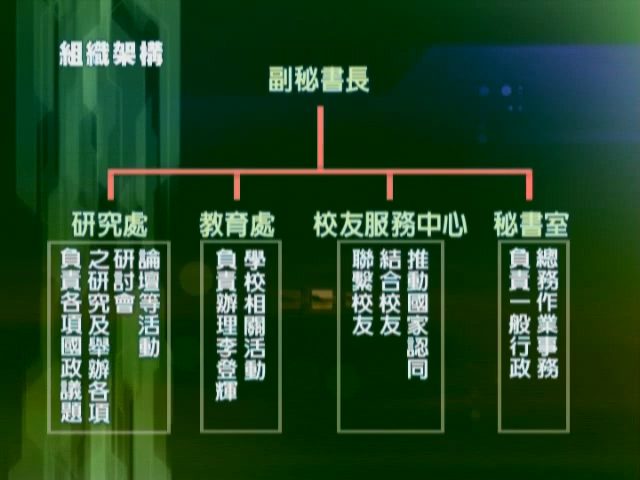 組織架構
副秘書長
研究處
負責各項國政議題
之研究及舉辦各項
研討會
論壇等活動
教育處
負責辦理李登輝
學校相關活動
校友服務中心
聯繫校友
結合校友
推動國家認同
秘書室
負責一般行政
總務作業事務